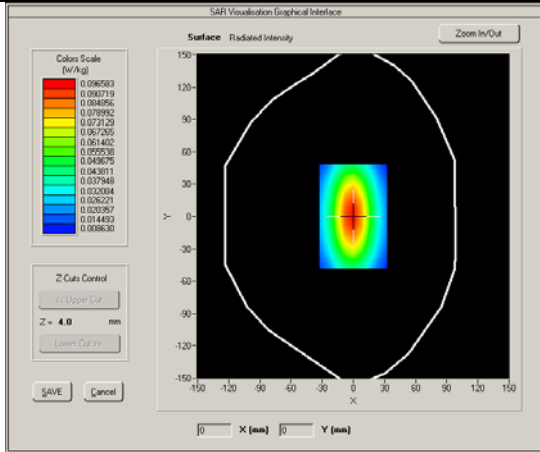 SAR Visualisation Graphical Interface
Surface Radiated Intensity
Zoom In/Out
Colors Scale
(W/kg)
0.096583
0.090719
0.084856
0.078992
0.073129
0.067265
0.061402
0.055538
0.049675
0.043811
0.037948
0.032084
0.026221
0.020357
0.014493
0.008630
Z-Cuts Control
<< Upper Cut
Z = 4.0 mm
Lower Cut >>
SAVE Cancel
150
120
90
60
30
0
-30
-60
-90
-120
-150
Y
-150 -120 -90 -60 -30 0 30 60 90 120 150
X
0 X (mm) 0 Y (mm)